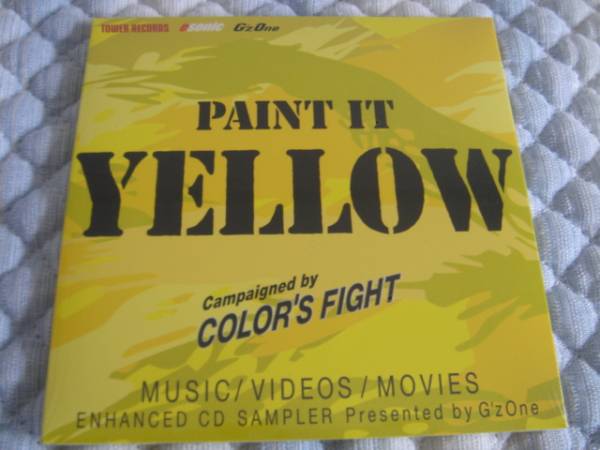 TOWER RECORDS @sonic G'zOne
PAINT IT
YELLOW
Campaigned by
COLOR'S FIGHT
MUSIC/VIDEOS/MOVIES
ENHANCED CD SAMPLER Presented by G'zOne